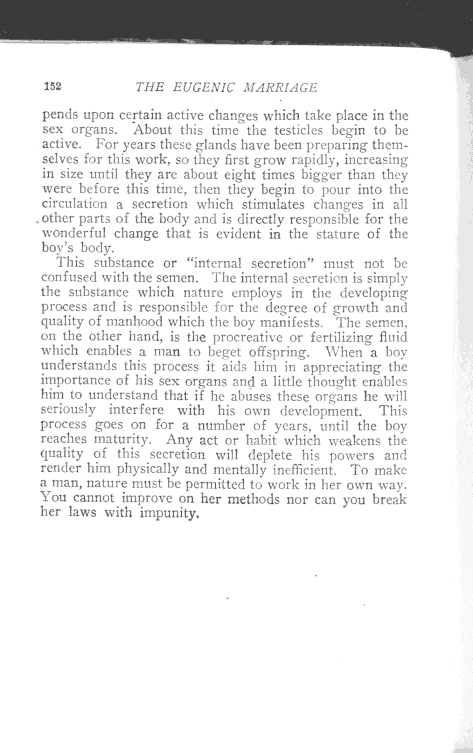 152 THE EUGENIC MARRIAGE
pends upon certain active changes which take place in the
sex organs. About this time the testicles begin to be
active. For years these glands have been preparing them-
selves for this work, so they first grow rapidly, increasing
in size until they are about eight times bigger than they
were before this time, then they begin to pour into the
circulation a secretion which stimulates changes in all
other parts of the body and is directly responsible for the
wonderful change that is evident in the stature of the
boy's body.
This substance or "internal secretion" must not be
confused with the semen. The internal secretion is simply
the substance which nature employs in the developing
process and is responsible for the degree of growth and
quality of manhood which the boy manifests. The semen,
on the other hand, is the procreative or fertilizing fluid
which enables a man to beget offspring. When a boy
understands this process it aids him in appreciating the
importance of his sex organs and a little thought enables
him to understand that if he abuses these organs he will
seriously interfere with his own development. This
process goes on for a number of years, until the boy
reaches maturity. Any act or habit which weakens the
quality of this secretion will deplete his powers and
render him physically and mentally inefficient. To make
a man, nature must be permitted to work in her own way.
You cannot improve on her methods nor can you break
her laws with impunity.